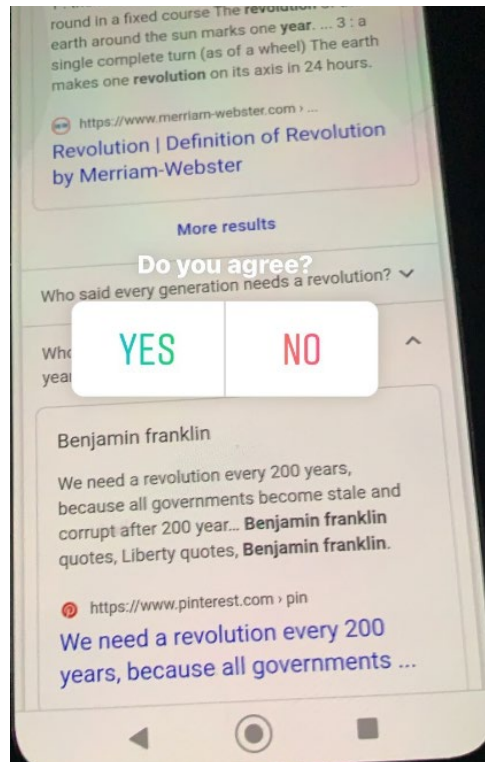 round in a fixed course The revolution of
earth around the sun marks one year. ... 3 : a
single complete turn (as of a wheel) The earth
makes one revolution on its axis in 24 hours.
https://www.merriam-webster.com › ...
Revolution | Definition of Revolution
by Merriam-Webster
More results
Do you agree?
Who said every generation needs a revolution?
YES
NO
Benjamin franklin
We need a revolution every 200 years,
because all governments become stale and
corrupt after 200 year... Benjamin franklin
quotes, Liberty quotes, Benjamin franklin.
https://www.pinterest.com › pin
We need a revolution every 200
years, because all governments ...